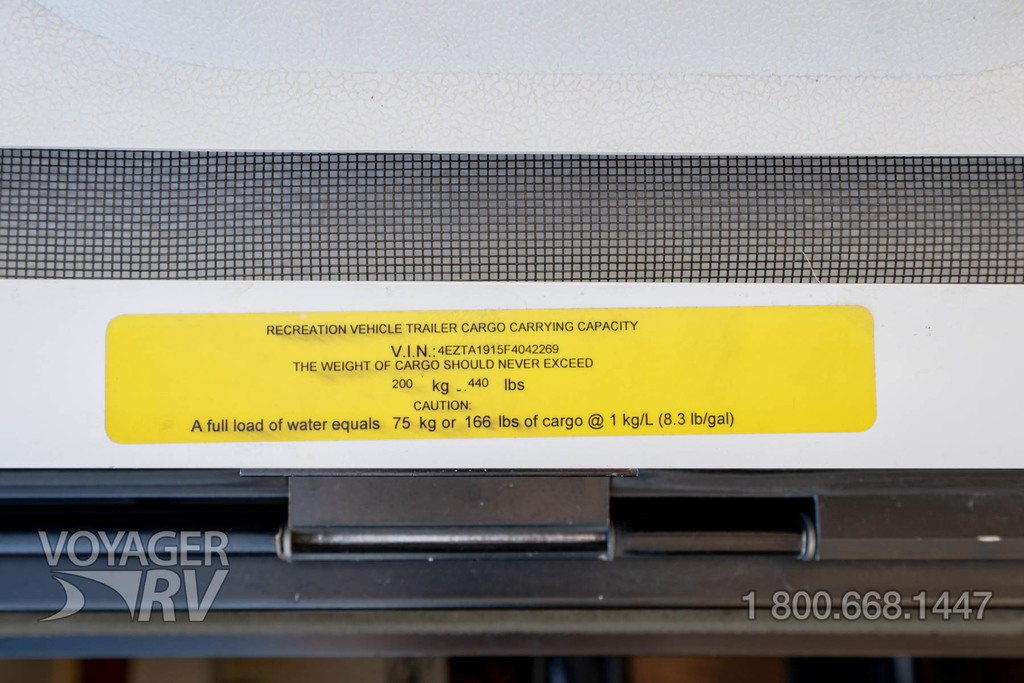 RECREATION VEHICLE TRAILER CARGO CARRYING CAPACITY
V.I.N.: 4EZTA1915F4042269
THE WEIGHT OF CARGO SHOULD NEVER EXCEED
200 kg 440 lbs
CAUTION:
A full load of water equals 75 kg or 166 lbs of cargo @ 1 kg/L (8.3 lb/gal)
VOYAGER
RV
1 800.668.1447